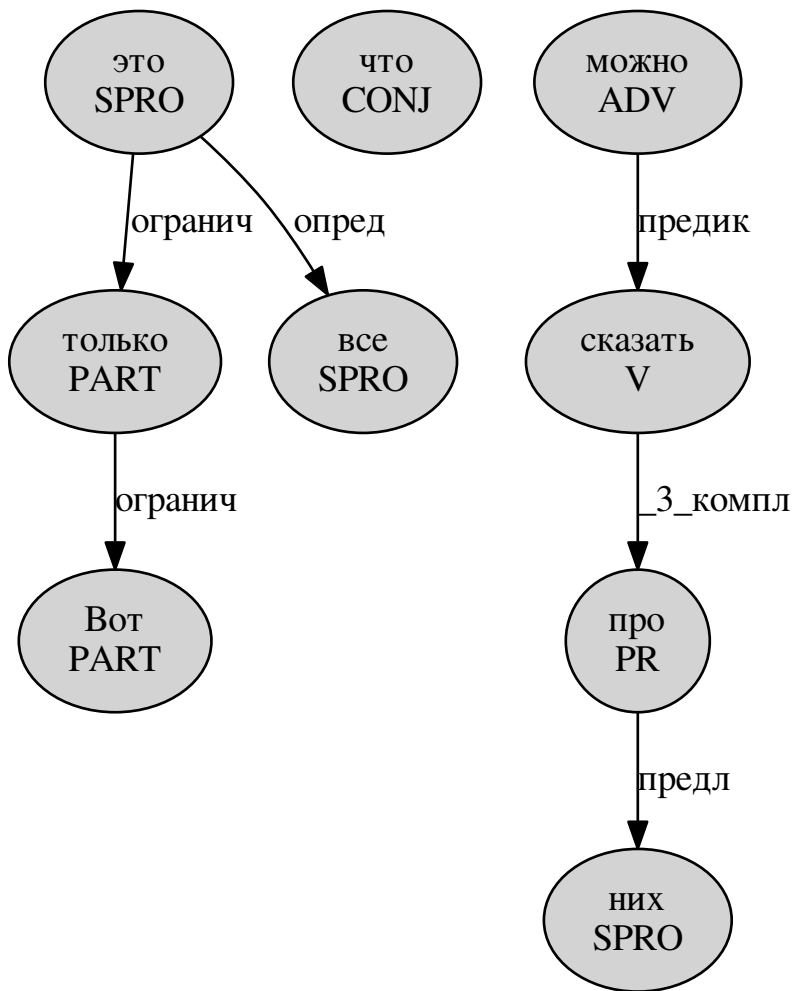 это
SPRO
что
CONJ
можно
ADV
огранич
опред
предик
только
PART
все
SPRO
сказать
V
огранич
_3_компл
Вот
PART
про
PR
предл
них
SPRO